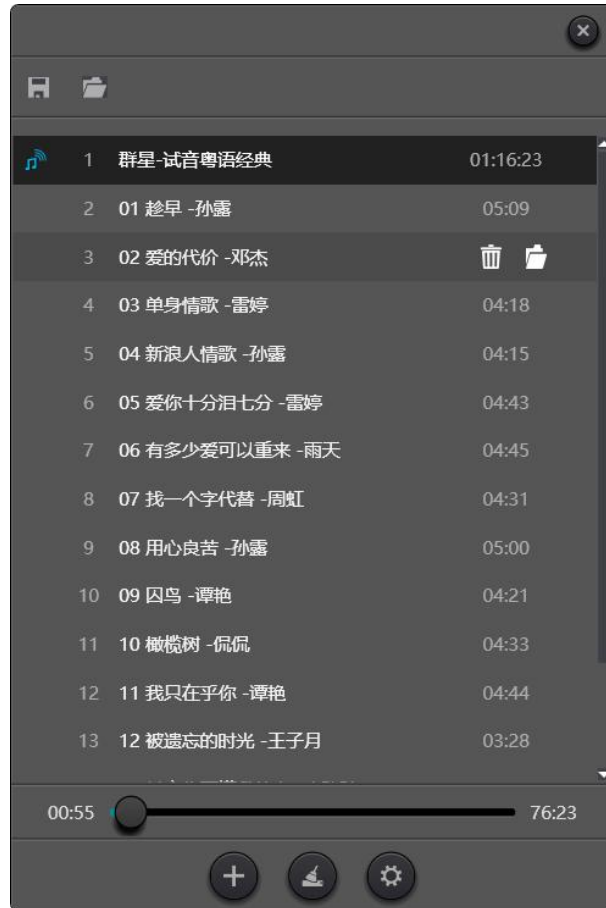 1 群星-试音粤语经典 01:16:23
2 01 趁早 -孙露 05:09
3 02 爱的代价 -邓杰
4 03 单身情歌 -雷婷 04:18
5 04 新浪人情歌 -孙露 04:15
6 05 爱你十分泪七分 -雷婷 04:43
7 06 有多少爱可以重来 -雨天 04:45
8 07 找一个字代替 -周虹 04:31
9 08 用心良苦 -孙露 05:00
10 09 囚鸟 -谭艳 04:21
11 10 橄榄树 -侃侃 04:33
12 11 我只在乎你 -谭艳 04:44
13 12 被遗忘的时光 -王子月 03:28
00:55 76:23